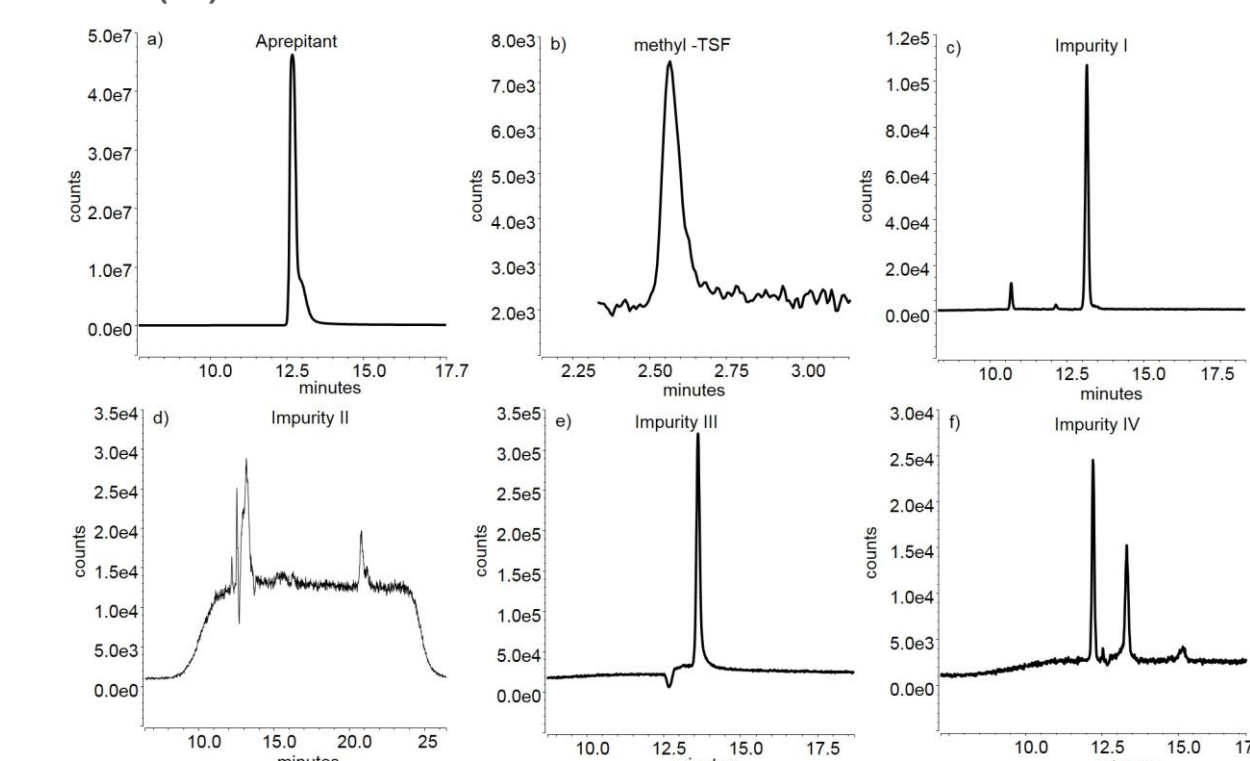 a) Aprepitant
5.0e7
4.0e7
3.0e7
2.0e7
1.0e7
0.0e0
counts
10.0 12.5 15.0 17.7
minutes
b) methyl -TSF
8.0e3
7.0e3
6.0e3
5.0e3
4.0e3
3.0e3
2.0e3
counts
2.25 2.50 2.75 3.00
minutes
c) Impurity I
1.2e5
1.0e5
8.0e4
6.0e4
4.0e4
2.0e4
0.0e0
counts
10.0 12.5 15.0 17.5
minutes
d) Impurity II
3.5e4
3.0e4
2.5e4
2.0e4
1.5e4
1.0e4
5.0e3
0.0e0
counts
10.0 15.0 20.0 25
minutes
e) Impurity III
3.5e5
3.0e5
2.5e5
2.0e5
1.5e5
1.0e5
5.0e4
0.0e0
counts
10.0 12.5 15.0 17.5
f) Impurity IV
3.0e4
2.5e4
2.0e4
1.5e4
1.0e4
5.0e3
0.0e0
counts
10.0 12.5 15.0 17